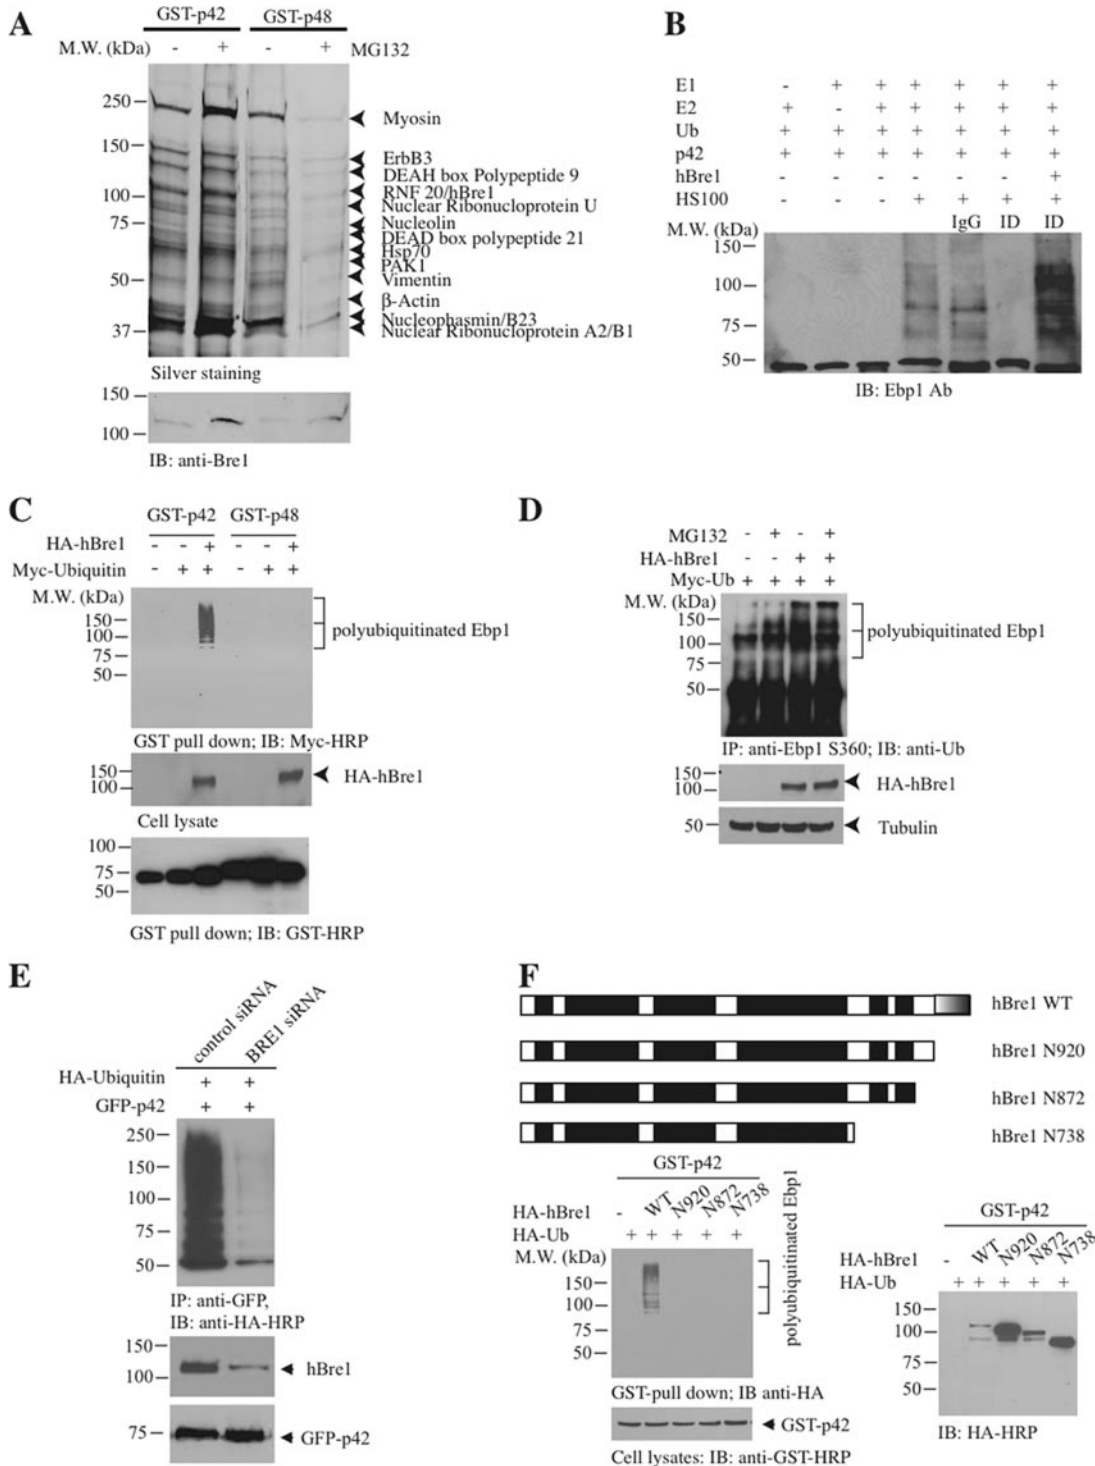 A
GST-p42 GST-p48
M.W. (kDa) - + - + MG132
250
150
100
75
50
37
Myosin
ErbB3
DEAH box Polypeptide 9
RNF 20/hBre1
Nuclear Ribonucloprotein U
Nucleolin
DEAD box polypeptide 21
Hsp70
PAK1
Vimentin
β-Actin
Nucleophasmin/B23
Nuclear Ribonucloprotein A2/B1
Silver staining
150
100
IB: anti-Bre1
B
E1 - + + + + + +
E2 + - + + + + +
Ub + + + + + + +
p42 + + + + + + +
hBre1 +
HS100 + + + +
IgG ID ID
M.W. (kDa)
150
100
75
50
IB: Ebp1 Ab
C
GST-p42 GST-p48
HA-hBre1 - - + - - +
Myc-Ubiquitin - + + - + +
M.W. (kDa)
150
100
75
50
polyubiquitinated Ebp1
GST pull down; IB: Myc-HRP
150
100
HA-hBre1
Cell lysate
100
75
50
GST pull down; IB: GST-HRP
D
MG132 - + - +
HA-hBre1 - - + +
Myc-Ub + + + +
M.W. (kDa)
150
100
75
50
polyubiquitinated Ebp1
IP: anti-Ebp1 S360; IB: anti-Ub
150
100
HA-hBre1
50
Tubulin
E
control siRNA
BRE1 siRNA
HA-Ubiquitin + +
GFP-p42 + +
250
150
100
75
50
IP: anti-GFP,
IB: anti-HA-HRP
150
100
hBre1
75
GFP-p42
F
hBre1 WT
hBre1 N920
hBre1 N872
hBre1 N738
GST-p42
HA-hBre1 - WT N920 N872 N738
HA-Ub + + + + +
M.W. (kDa)
150
100
75
50
polyubiquitinated Ebp1
GST-pull down; IB anti-HA
GST-p42
Cell lysates: IB: anti-GST-HRP
GST-p42
HA-hBre1 - WT N920 N872 N738
HA-Ub + + + + +
150
100
75
50
IB: HA-HRP